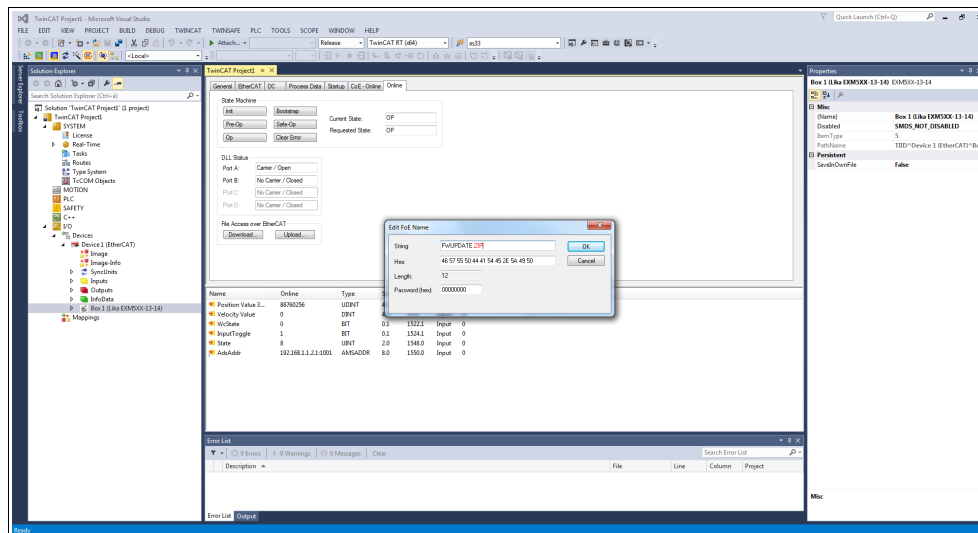 TwinCAT Project1 - Microsoft Visual Studio
Quick Launch (Ctrl+Q)
FILE EDIT VIEW PROJECT BUILD DEBUG TWINCAT TWINSAFE PLC TOOLS SCOPE WINDOW HELP
Attach... Release TwinCAT RT (x64) as33
<Local>
Server Explorer
Toolbox
Solution Explorer
Search Solution Explorer (Ctrl+è)
Solution 'TwinCAT Project1' (1 project)
TwinCAT Project1
SYSTEM
License
Real-Time
Tasks
Routes
Type System
TcCOM Objects
MOTION
PLC
SAFETY
C++
I/O
Devices
Device 1 (EtherCAT)
Image
Image-Info
SyncUnits
Inputs
Outputs
InfoData
Box 1 (Lika EXM5XX-13-14)
Mappings
TwinCAT Project1
General EtherCAT DC Process Data Startup CoE - Online Online
State Machine
Init Bootstrap
Pre-Op Safe-Op
Op Clear Error
Current State: OP
Requested State: OP
DLL Status
Port A: Carrier / Open
Port B: No Carrier / Closed
Port C: No Carrier / Closed
Port D: No Carrier / Closed
File Access over EtherCAT
Download... Upload...
Edit FoE Name
String: FWUPDATE.ZIP
OK
Hex: 46 57 55 50 44 41 54 45 2E 5A 49 50
Cancel
Length: 12
Password (hex): 00000000
Name Online Type
Position Value 3... 88760256 UDINT
Velocity Value 0 DINT
WcState 0 BIT 0.1 1522.1 Input 0
InputToggle 1 BIT 0.1 1524.1 Input 0
State 8 UINT 2.0 1548.0 Input 0
AdsAddr 192.168.1.1.2.1:1001 AMSADDR 8.0 1550.0 Input 0
Error List
0 Errors 0 Warnings 0 Messages Clear
Search Error List
Description File Line Column Project
Error List Output
Properties
Box 1 (Lika EXM5XX-13-14) EXM5XX-13-14
Misc
(Name) Box 1 (Lika EXM5XX-13-14)
Disabled SMDS_NOT_DISABLED
ItemType 5
PathName TIID^Device 1 (EtherCAT)^Bo
Persistent
SaveInOwnFile False
Misc
Ready